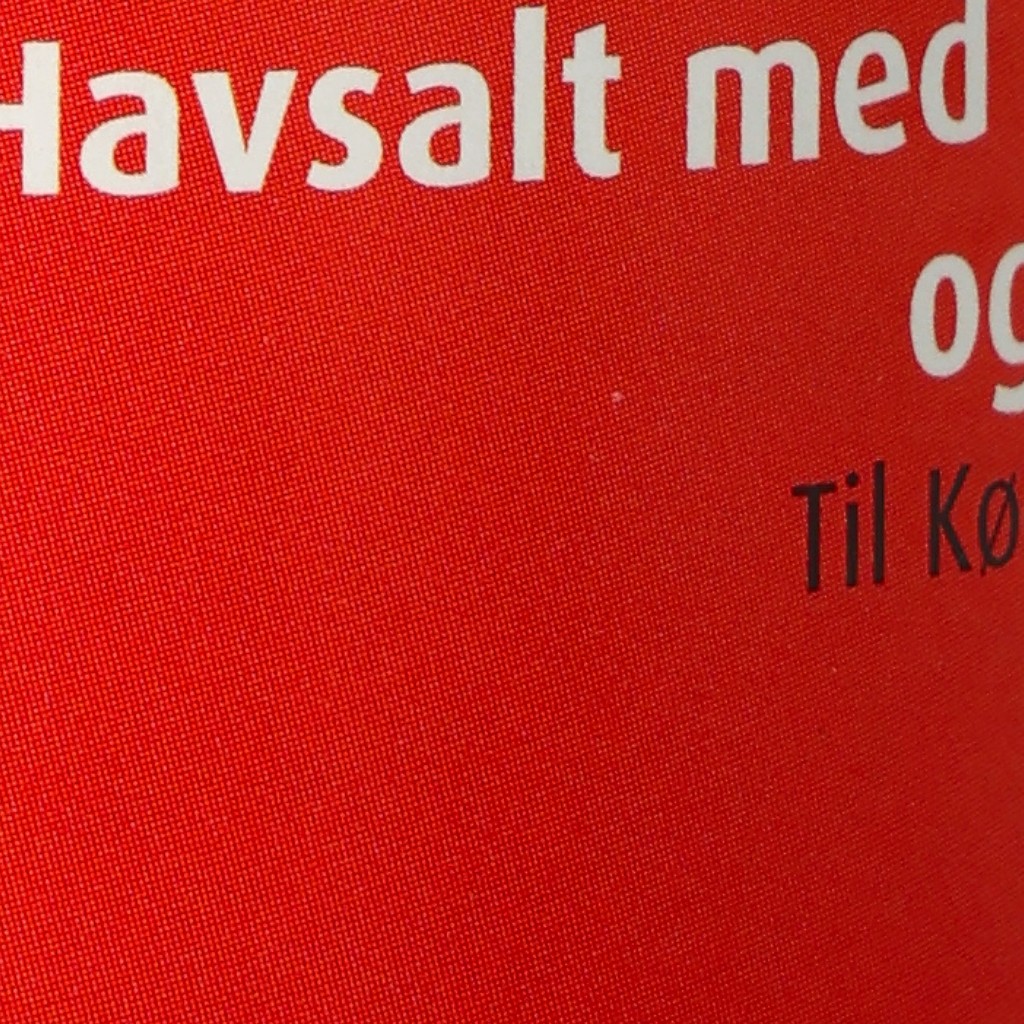 Havsalt med
og
Til Kø